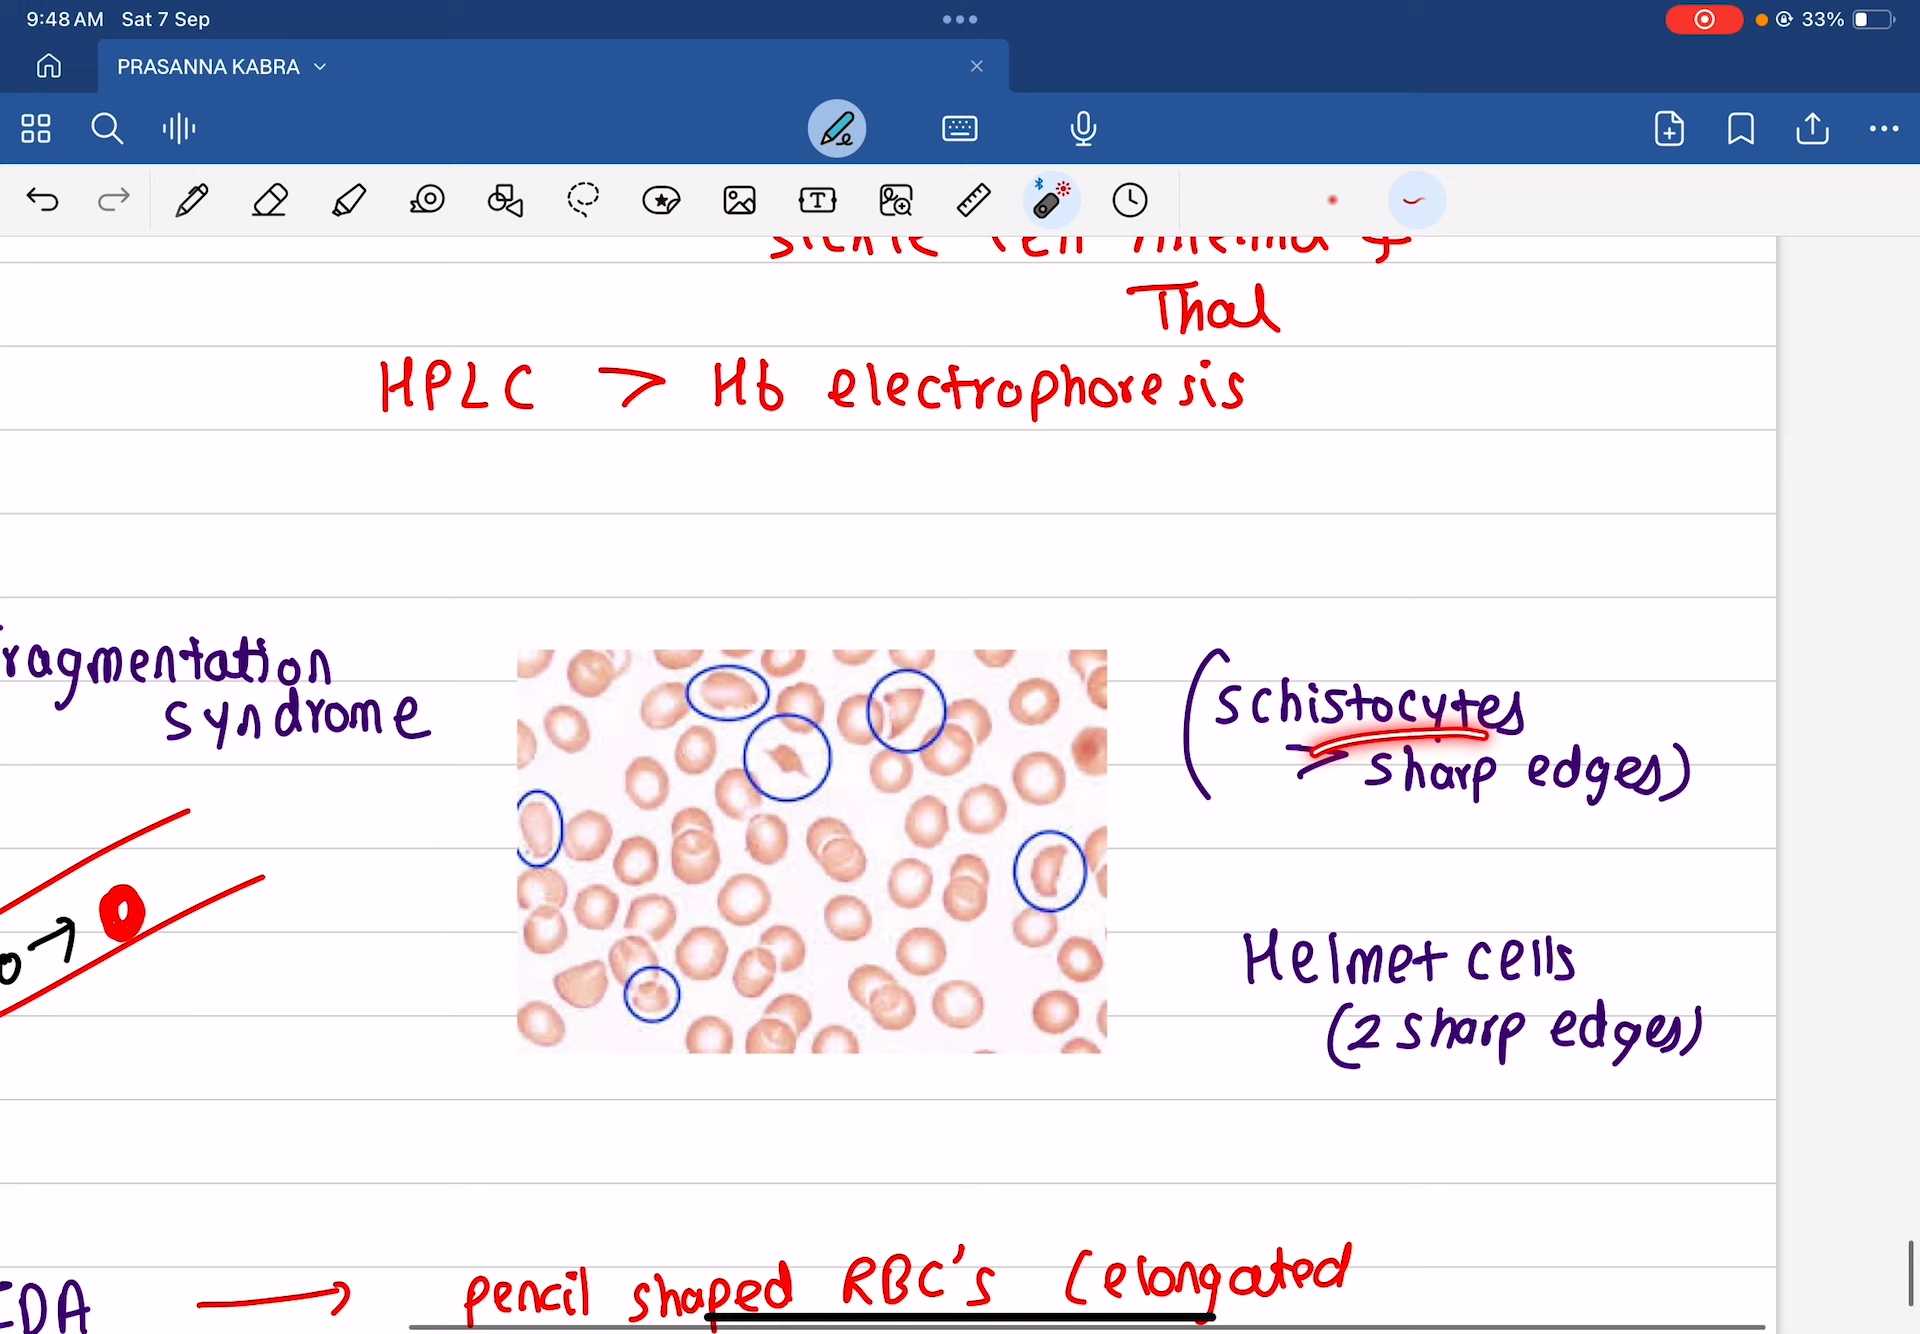 9:48 AM Sat 7 Sep
33%
PRASANNA KABRA
Thal
HPLC > Hb electrophoresis
ragmentation
syndrome
(schistocytes
sharp edges)
Helmet cells
(2 sharp edges)
IDA → pencil shaped RBC's (elongated